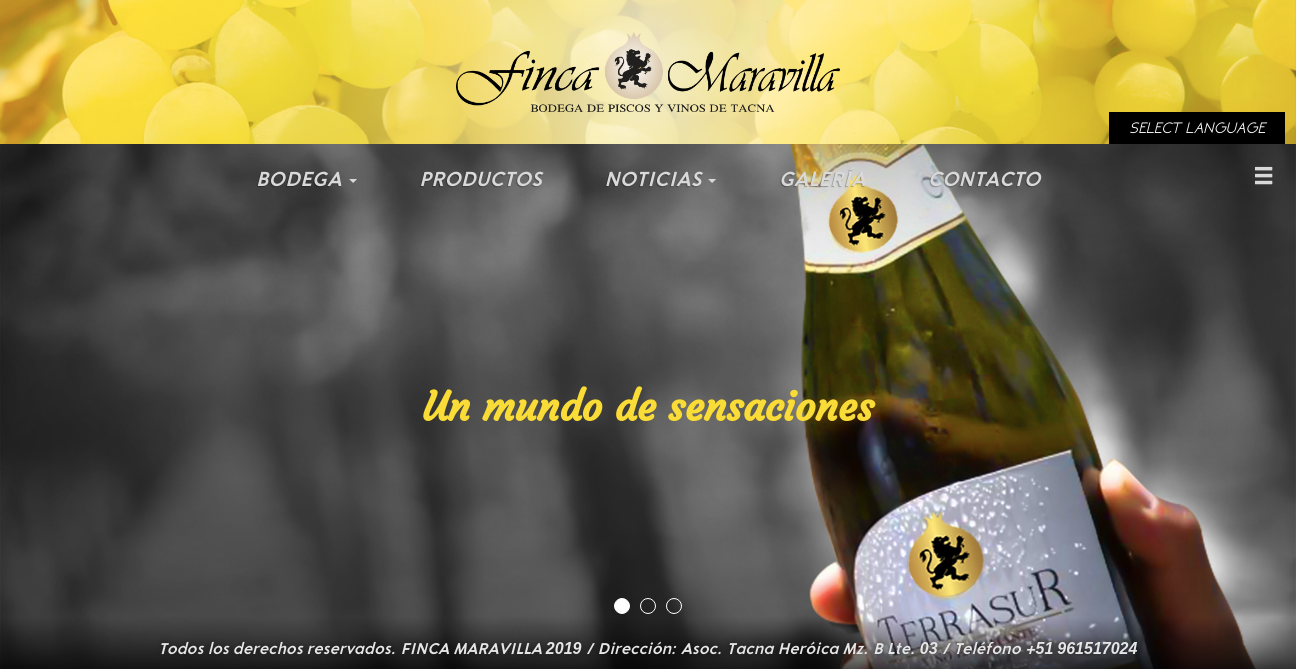 Finca Maravilla
BODEGA DE PISCOS Y VINOS DE TACNA
SELECT LANGUAGE
BODEGA PRODUCTOS NOTICIAS GALERÍA CONTACTO
Un mundo de sensaciones
TERRASUR
Todos los derechos reservados. FINCA MARAVILLA 2019 / Dirección: Asoc. Tacna Heróica Mz. B Lte. 03 / Teléfono +51 961517024